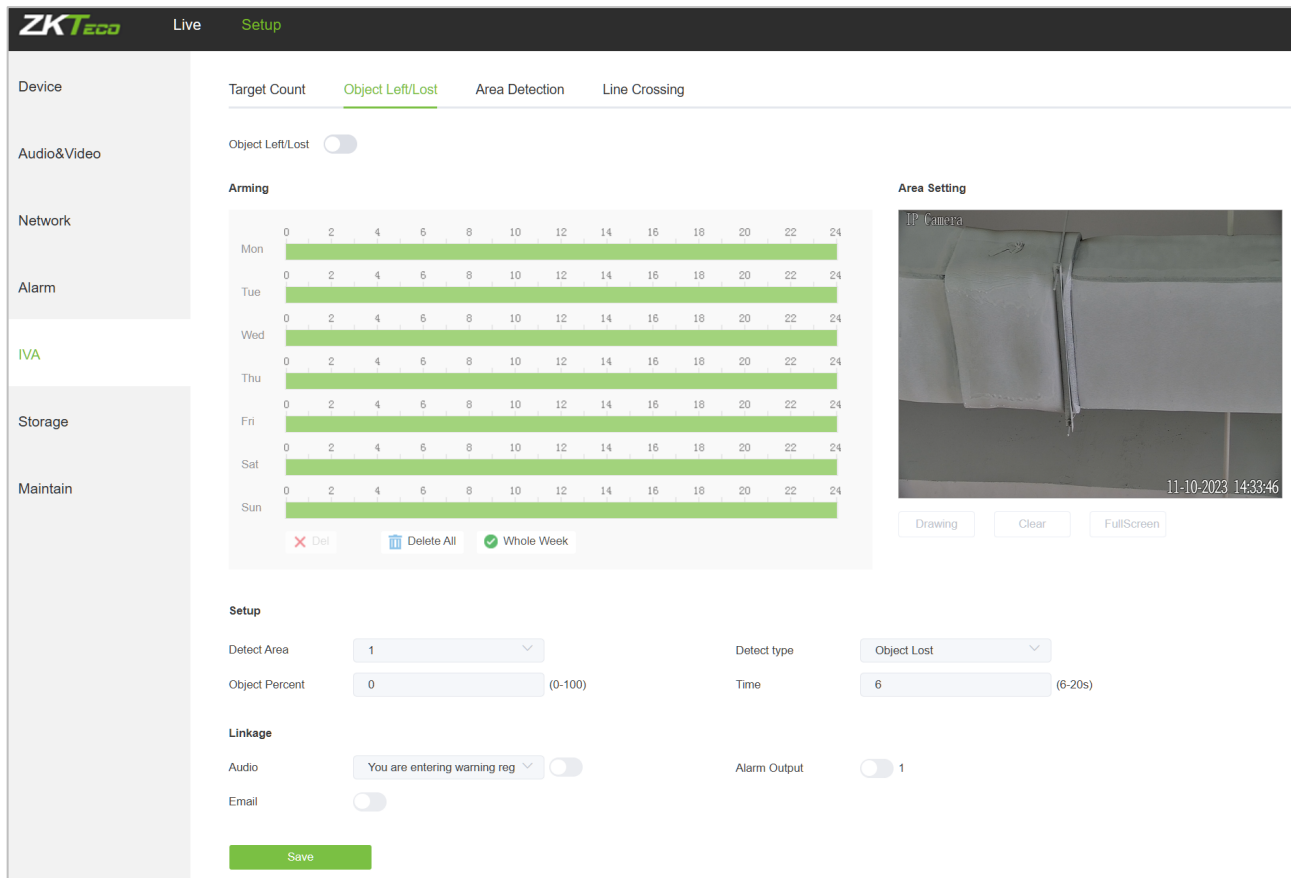 ZKTECO Live Setup
Device
Audio&Video
Network
Alarm
IVA
Storage
Maintain
Target Count Object Left/Lost Area Detection Line Crossing
Object Left/Lost
Arming
0 2 4 6 8 10 12 14 16 18 20 22 24
Mon
0 2 4 6 8 10 12 14 16 18 20 22 24
Tue
0 2 4 6 8 10 12 14 16 18 20 22 24
Wed
0 2 4 6 8 10 12 14 16 18 20 22 24
Thu
0 2 4 6 8 10 12 14 16 18 20 22 24
Fri
0 2 4 6 8 10 12 14 16 18 20 22 24
Sat
0 2 4 6 8 10 12 14 16 18 20 22 24
Sun
Del Delete All Whole Week
Area Setting
IP Camera
11-10-2023 14:33:46
Drawing Clear FullScreen
Setup
Detect Area 1 Detect type Object Lost
Object Percent 0 (0-100) Time 6 (6-20s)
Linkage
Audio You are entering warning reg Alarm Output 1
Email
Save